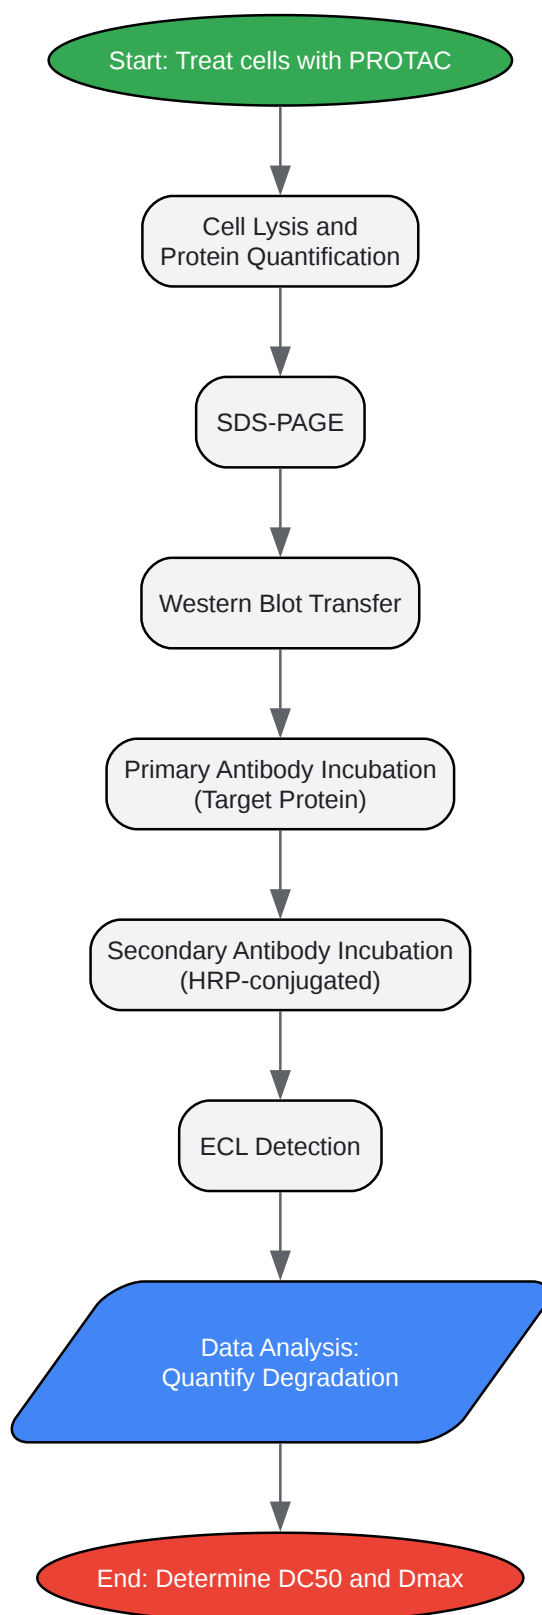 Start: Treat cells with PROTAC
Cell Lysis and
Protein Quantification
SDS-PAGE
Western Blot Transfer
Primary Antibody Incubation
(Target Protein)
Secondary Antibody Incubation
(HRP-conjugated)
ECL Detection
Data Analysis:
Quantify Degradation
End: Determine DC50 and Dmax